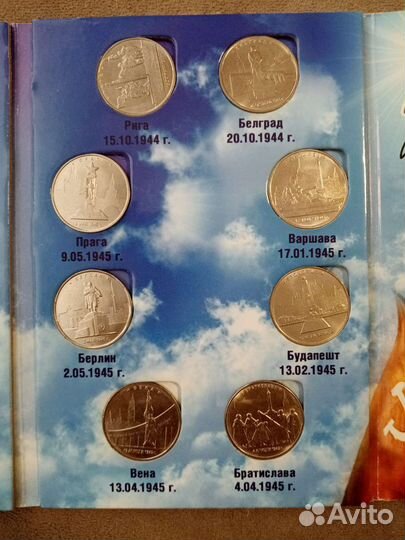 Рига
15.10.1944 г.
Белград
20.10.1944 г.
Прага
9.05.1945 г.
Варшава
17.01.1945 г.
Берлин
2.05.1945 г.
Будапешт
13.02.1945 г.
Вена
13.04.1945 г.
Братислава
4.04.1945 г.
Avito